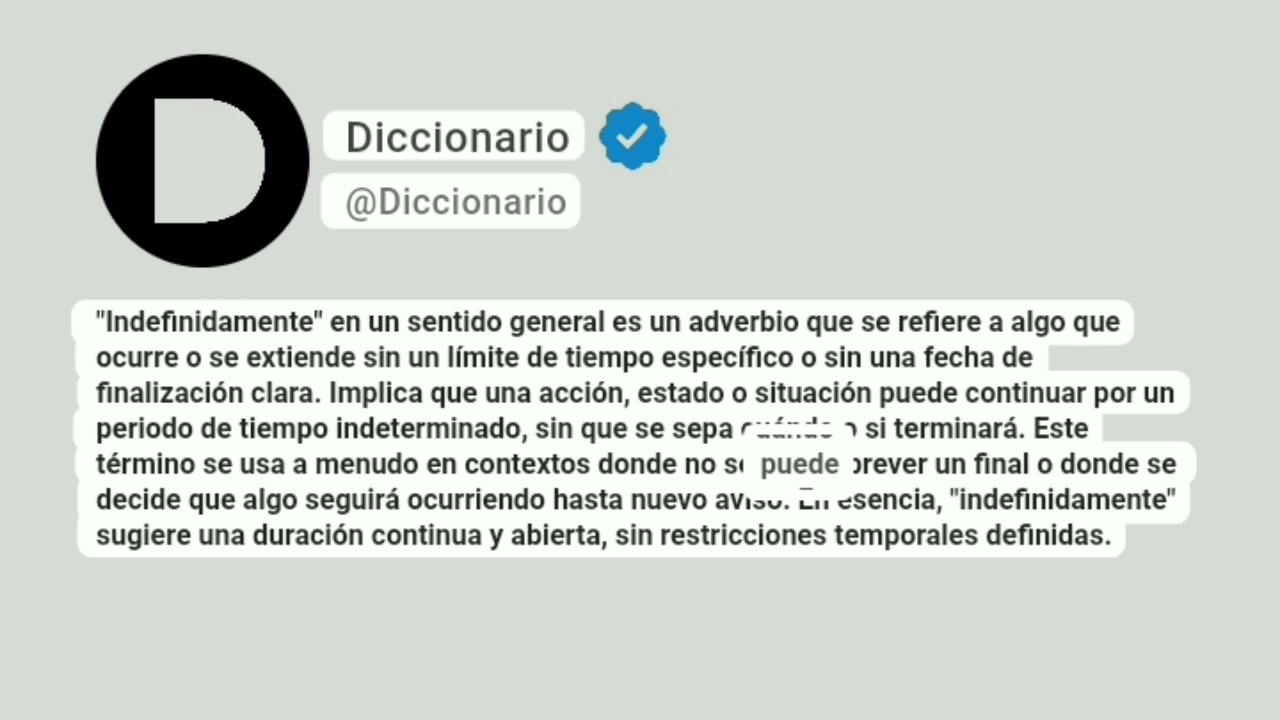 D
Diccionario
@Diccionario
"Indefinidamente" en un sentido general es un adverbio que se refiere a algo que
ocurre o se extiende sin un límite de tiempo específico o sin una fecha de
finalización clara. Implica que una acción, estado o situación puede continuar por un
periodo de tiempo indeterminado, sin que se sepa cuándo o si terminará. Este
término se usa a menudo en contextos donde no se puede prever un final o donde se
decide que algo seguirá ocurriendo hasta nuevo aviso. En esencia, "indefinidamente"
sugiere una duración continua y abierta, sin restricciones temporales definidas.